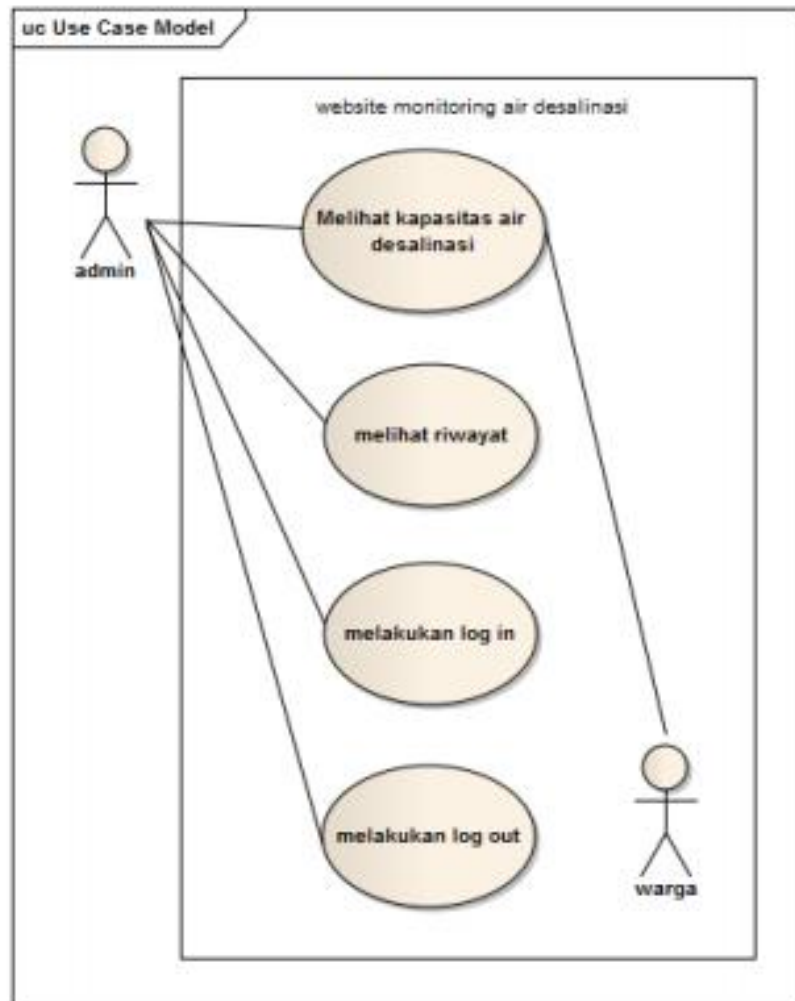 uc Use Case Model
website monitoring air desalinasi
admin
Melihat kapasitas air
desalinasi
melihat riwayat
melakukan log in
melakukan log out
warga